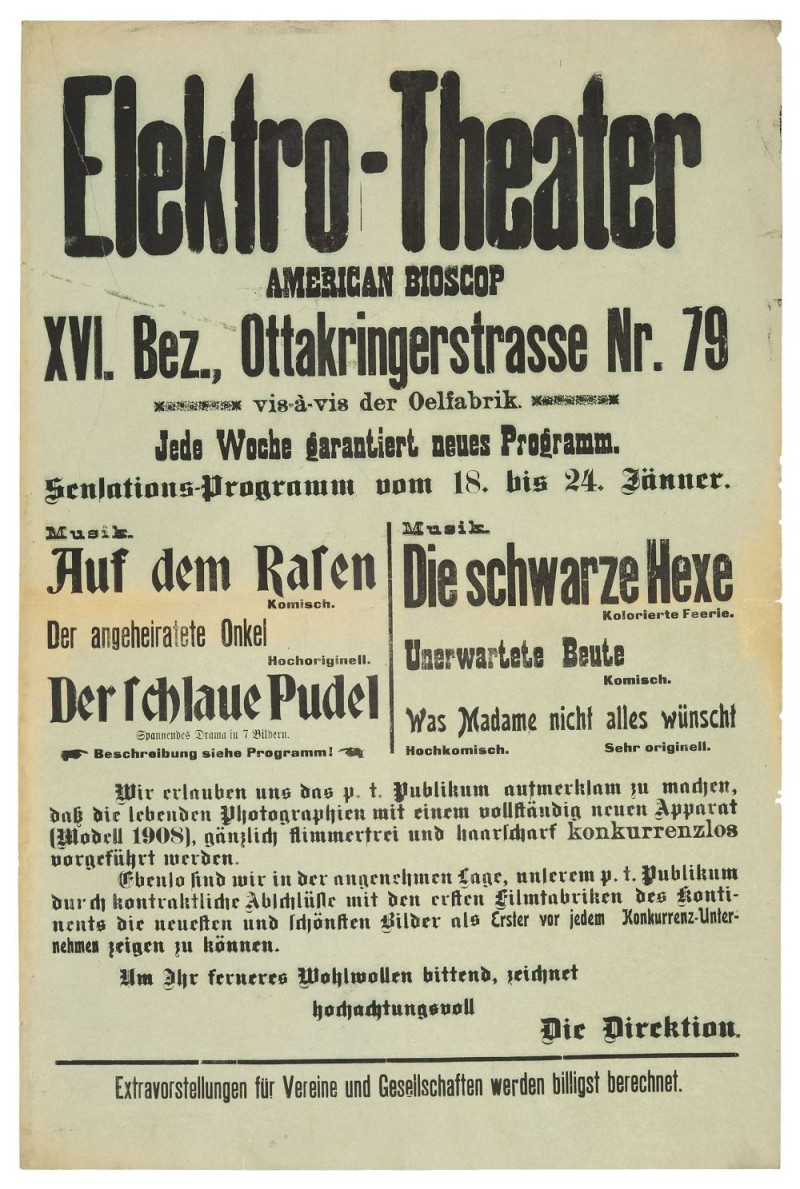 Elektro-Theater
AMERICAN BIOSCOP
XVI. Bez., Ottakringerstrasse Nr. 79
vis-à-vis der Oelfabrik.
Jede Woche garantiert neues Programm.
Sensations-Programm vom 18. bis 24. Jänner.
Musik.
Auf dem Rasen
Komisch.
Der angeheiratete Onkel
Hochoriginell.
Der schlaue Pudel
Spannendes Drama in 7 Bildern.
Beschreibung siehe Programm!
Musik.
Die schwarze Hexe
Kolorierte Feerie.
Unerwartete Beute
Komisch.
Was Madame nicht alles wünscht
Hochkomisch. Sehr originell.
Wir erlauben uns das p. t. Publikum aufmerksam zu machen,
daß die lebenden Photographien mit einem vollständig neuen Apparat
(Modell 1908), gänzlich flimmerfrei und haarscharf konkurrenzlos
vorgeführt werden.
Ebenso sind wir in der angenehmen Lage, unserem p. t. Publikum
durch kontraktliche Abschlüße mit den ersten Filmfabriken des Konti-
nents die neuesten und schönsten Bilder als Erster vor jedem Konkurrenz-Unter-
nehmen zeigen zu können.
Um Ihr ferneres Wohlwollen bittend, zeichnet
hochachtungsvoll
Die Direktion.
Extravorstellungen für Vereine und Gesellschaften werden billigst berechnet.